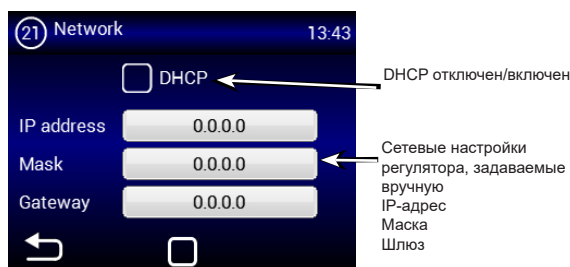 21 Network 13:43
DHCP
IP address 0.0.0.0
Mask 0.0.0.0
Gateway 0.0.0.0
DHCP отключен/включен
Сетевые настройки
регулятора, задаваемые
вручную
IP-адрес
Маска
Шлюз